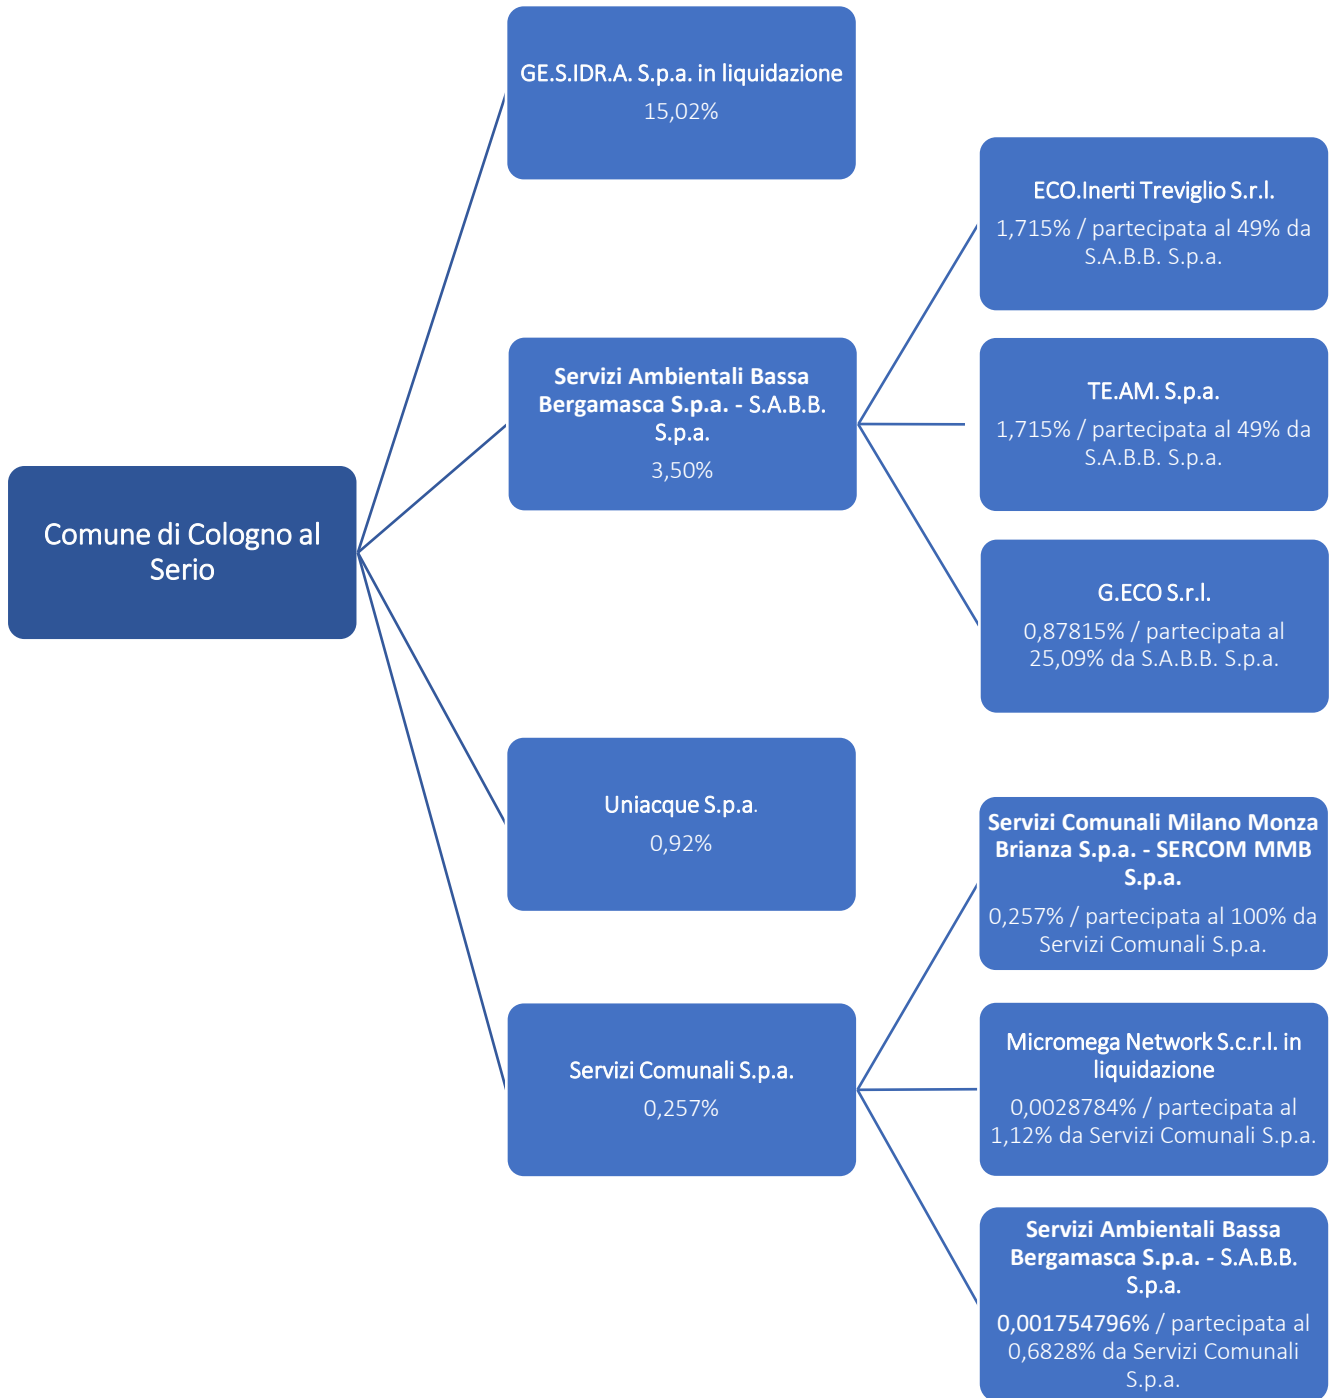 Comune di Cologno al
Serio
GE.S.IDR.A. S.p.a. in liquidazione
15,02%
Servizi Ambientali Bassa
Bergamasca S.p.a. - S.A.B.B.
S.p.a.
3,50%
ECO.Inerti Treviglio S.r.l.
1,715% / partecipata al 49% da
S.A.B.B. S.p.a.
TE.AM. S.p.a.
1,715% / partecipata al 49% da
S.A.B.B. S.p.a.
G.ECO S.r.l.
0,87815% / partecipata al
25,09% da S.A.B.B. S.p.a.
Uniacque S.p.a.
0,92%
Servizi Comunali S.p.a.
0,257%
Servizi Comunali Milano Monza
Brianza S.p.a. - SERCOM MMB
S.p.a.
0,257% / partecipata al 100% da
Servizi Comunali S.p.a.
Micromega Network S.c.r.l. in
liquidazione
0,0028784% / partecipata al
1,12% da Servizi Comunali S.p.a.
Servizi Ambientali Bassa
Bergamasca S.p.a. - S.A.B.B.
S.p.a.
0,001754796% / partecipata al
0,6828% da Servizi Comunali
S.p.a.